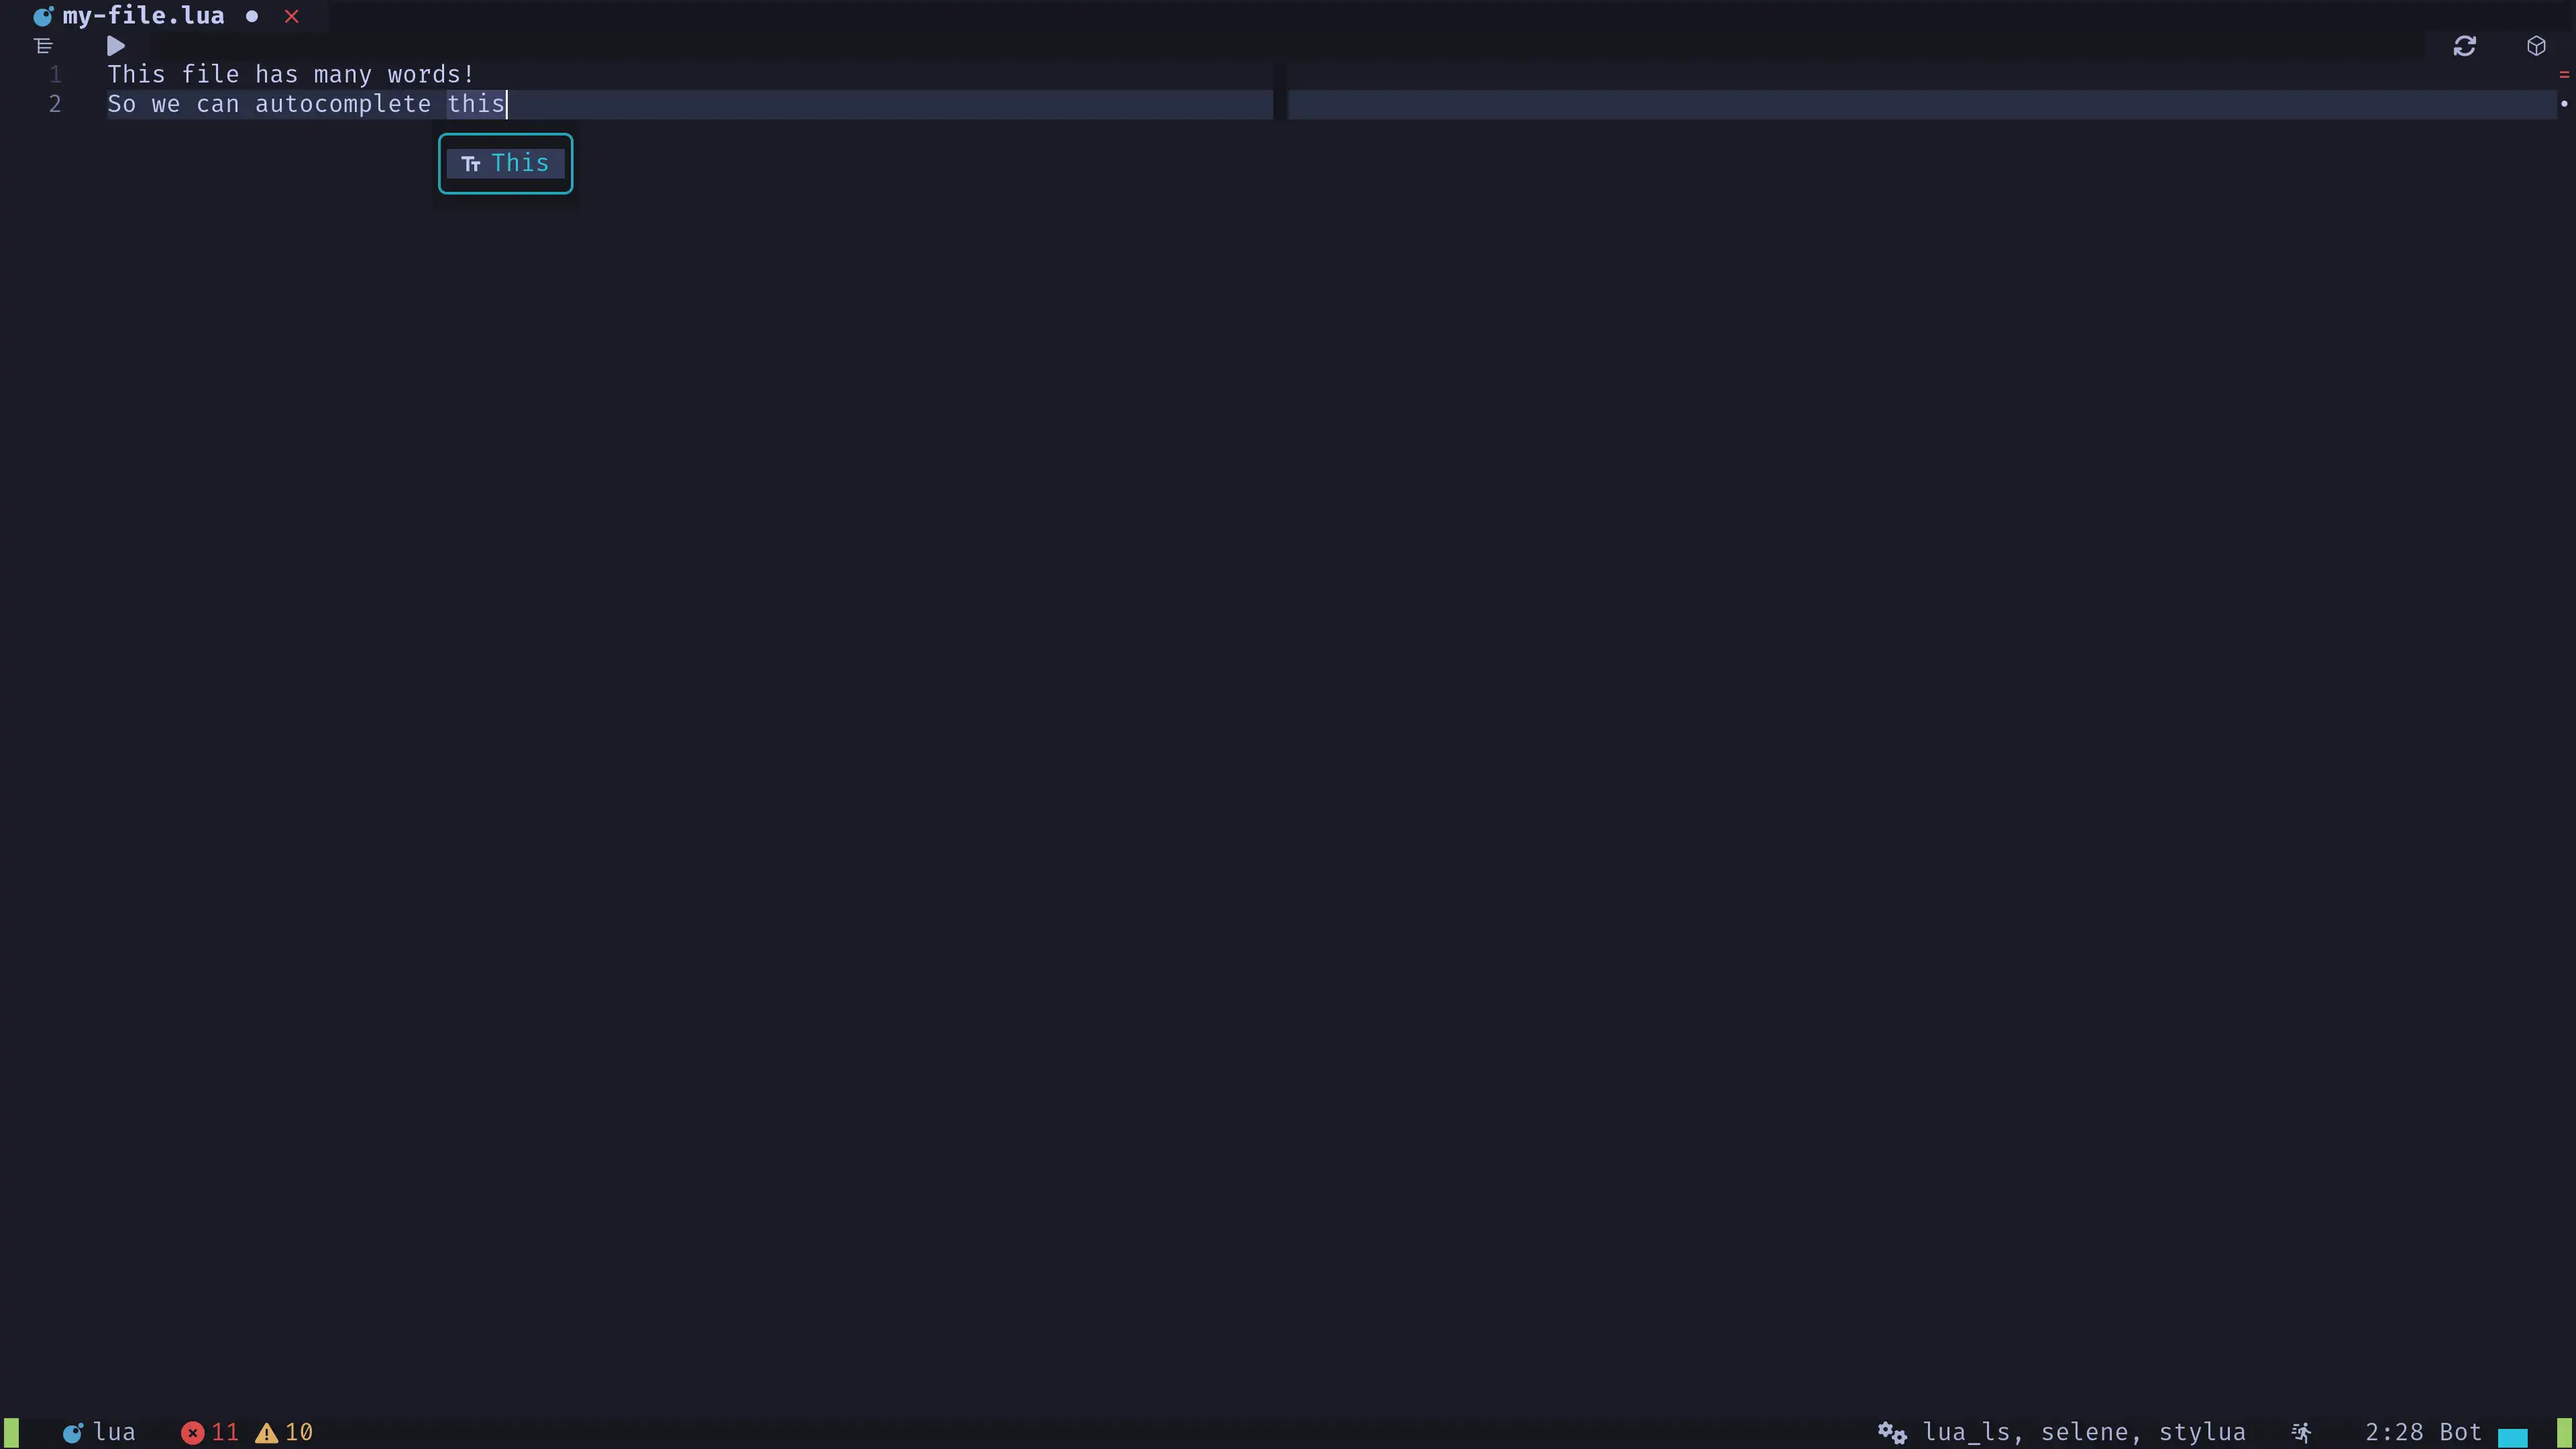 my-file.lua
1 This file has many words!
2 So we can autocomplete this
This
lua 11 10 lua_ls, selene, stylua 2:28 Bot